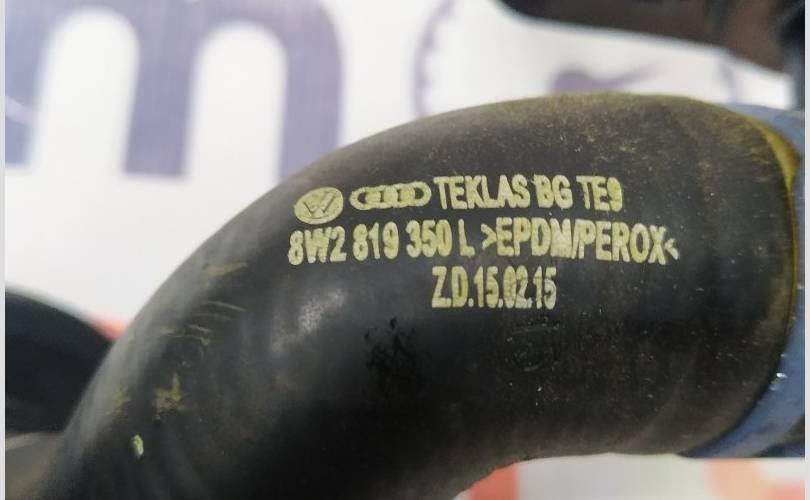 TEKLAS BG TE9
8W2 819 350 L >EPDM/PEROX<
Z.D.15.02.15